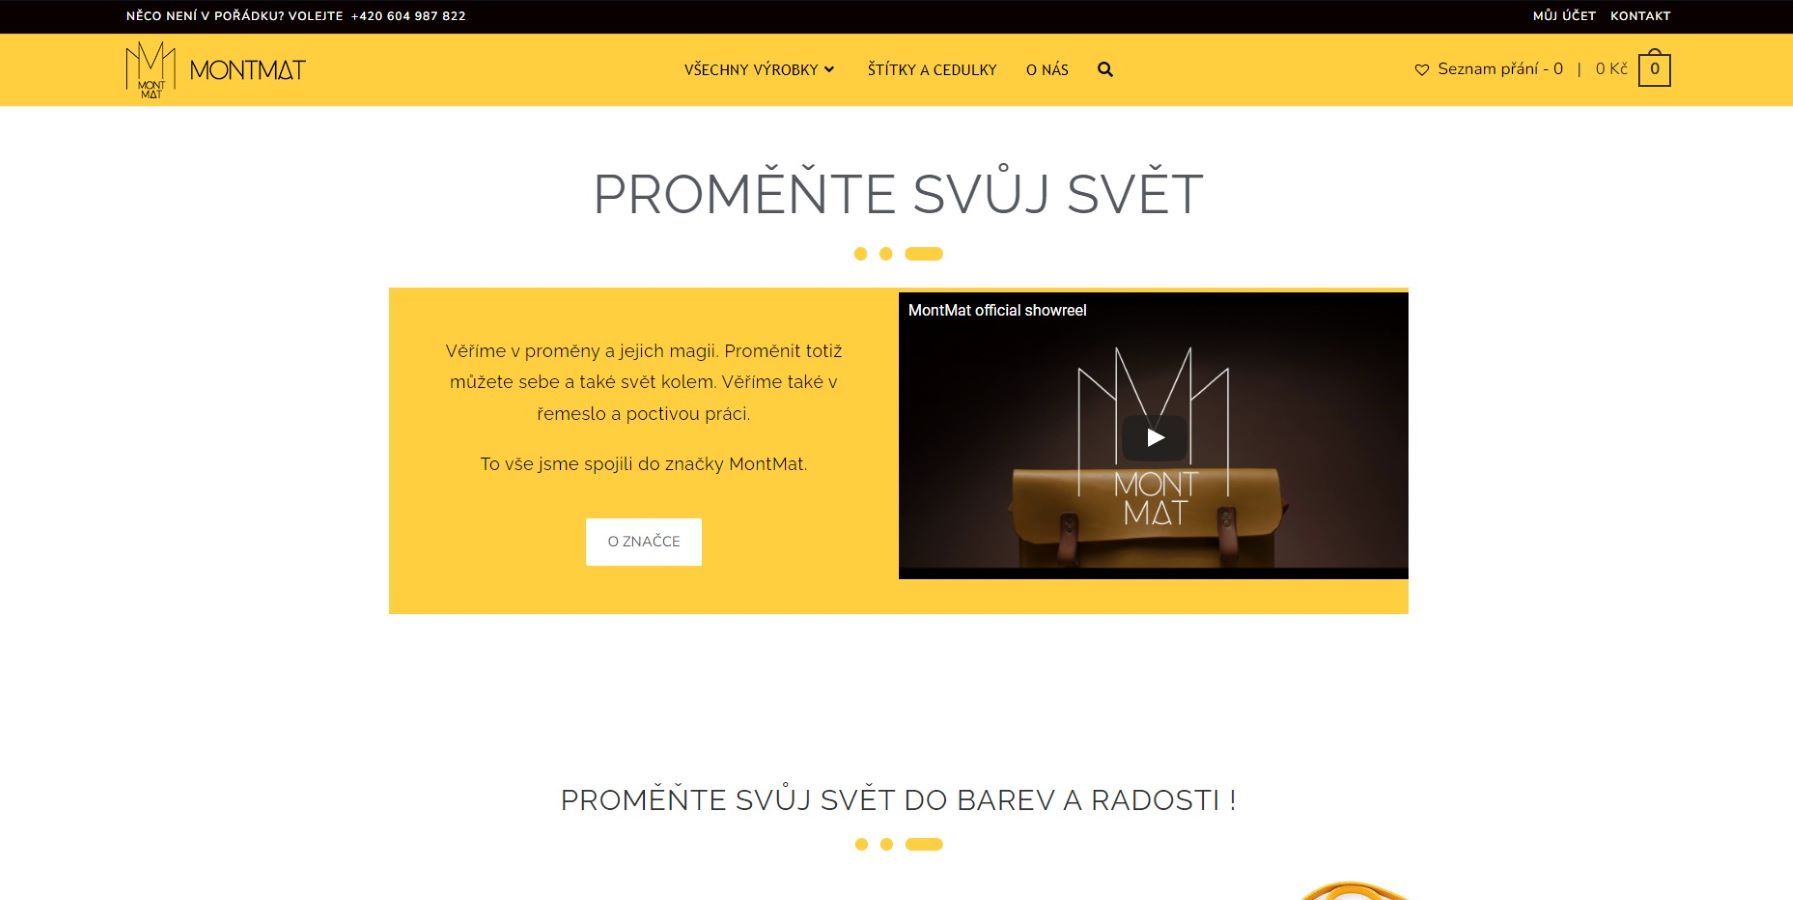 NĚCO NENÍ V POŘÁDKU? VOLEJTE +420 604 987 822
MŮJ ÚČET KONTAKT
MONT
MAT
MONTMAT
VŠECHNY VÝROBKY
ŠTÍTKY A CEDULKY
O NÁS
Seznam přání - 0 | 0 Kč 0
PROMĚŇTE SVŮJ SVĚT
Věříme v proměny a jejich magii. Proměnit totiž
můžete sebe a také svět kolem. Věříme také v
řemeslo a poctivou práci.
To vše jsme spojili do značky MontMat.
O ZNAČCE
MontMat official showreel
MONT
MAT
PROMĚŇTE SVŮJ SVĚT DO BAREV A RADOSTI !